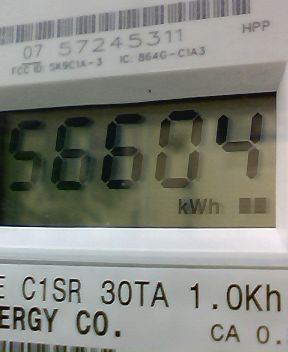 HPP
07 57245311
FCC ID: SK9C1A-3 IC: 864G-C1A3
56604
kWh
C1SR 30TA 1.0Kh
CO.
CA 0.